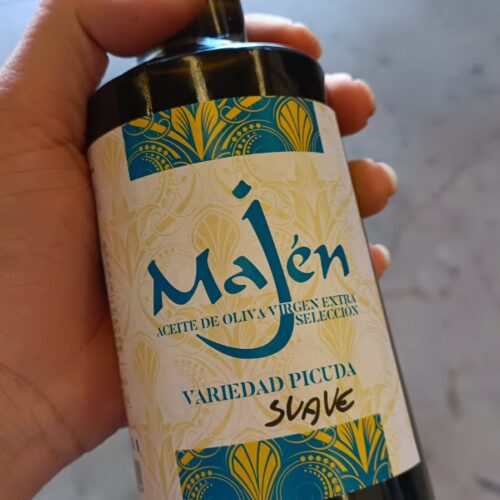 Majén
ACEITE DE OLIVA VIRGEN EXTRA
SELECCIÓN
VARIEDAD PICUDA
SUAVE